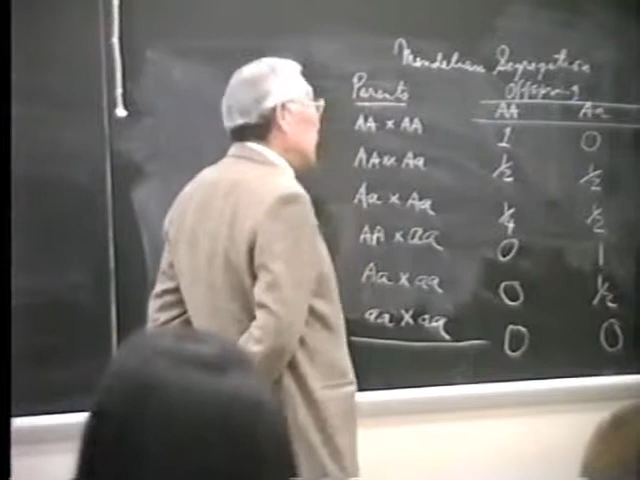 Mendelian Segregation
Parents Offspring
AA Aa
AA × AA 1 0
AA × Aa 1/2 1/2
Aa × Aa 1/4 1/2
AA × aa 0 1
Aa × aa 0 1/2
aa × aa 0 0